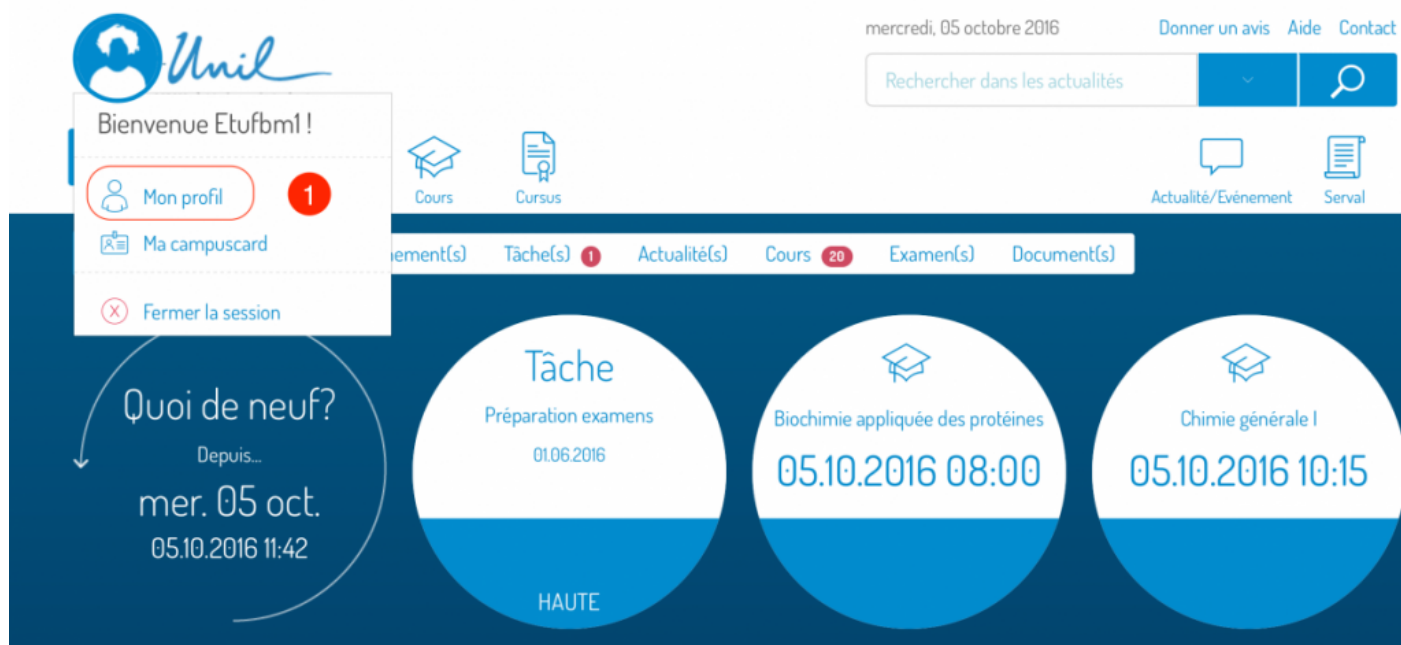 Unil
mercredi, 05 octobre 2016
Donner un avis Aide Contact
Rechercher dans les actualités
Bienvenue Etufbm1 !
Mon profil
1
Ma campuscard
Fermer la session
Cours
Cursus
Actualité/Evénement
Serval
nement(s) Tâche(s) 1 Actualité(s) Cours 20 Examen(s) Document(s)
Quoi de neuf?
Depuis...
mer. 05 oct.
05.10.2016 11:42
Tâche
Préparation examens
01.06.2016
HAUTE
Biochimie appliquée des protéines
05.10.2016 08:00
Chimie générale I
05.10.2016 10:15